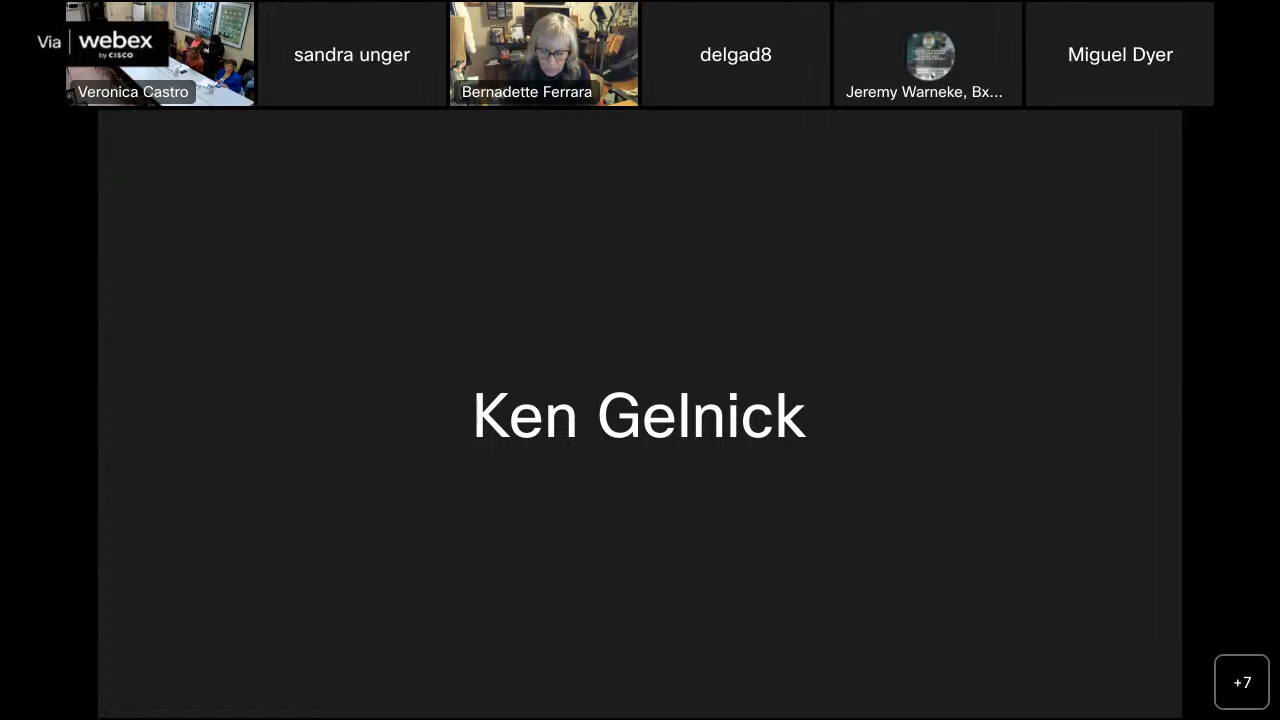 Via webex
by CISCO
Veronica Castro
sandra unger
Bernadette Ferrara
delgad8
Jeremy Warneke, Bx...
Miguel Dyer
Ken Gelnick
+7